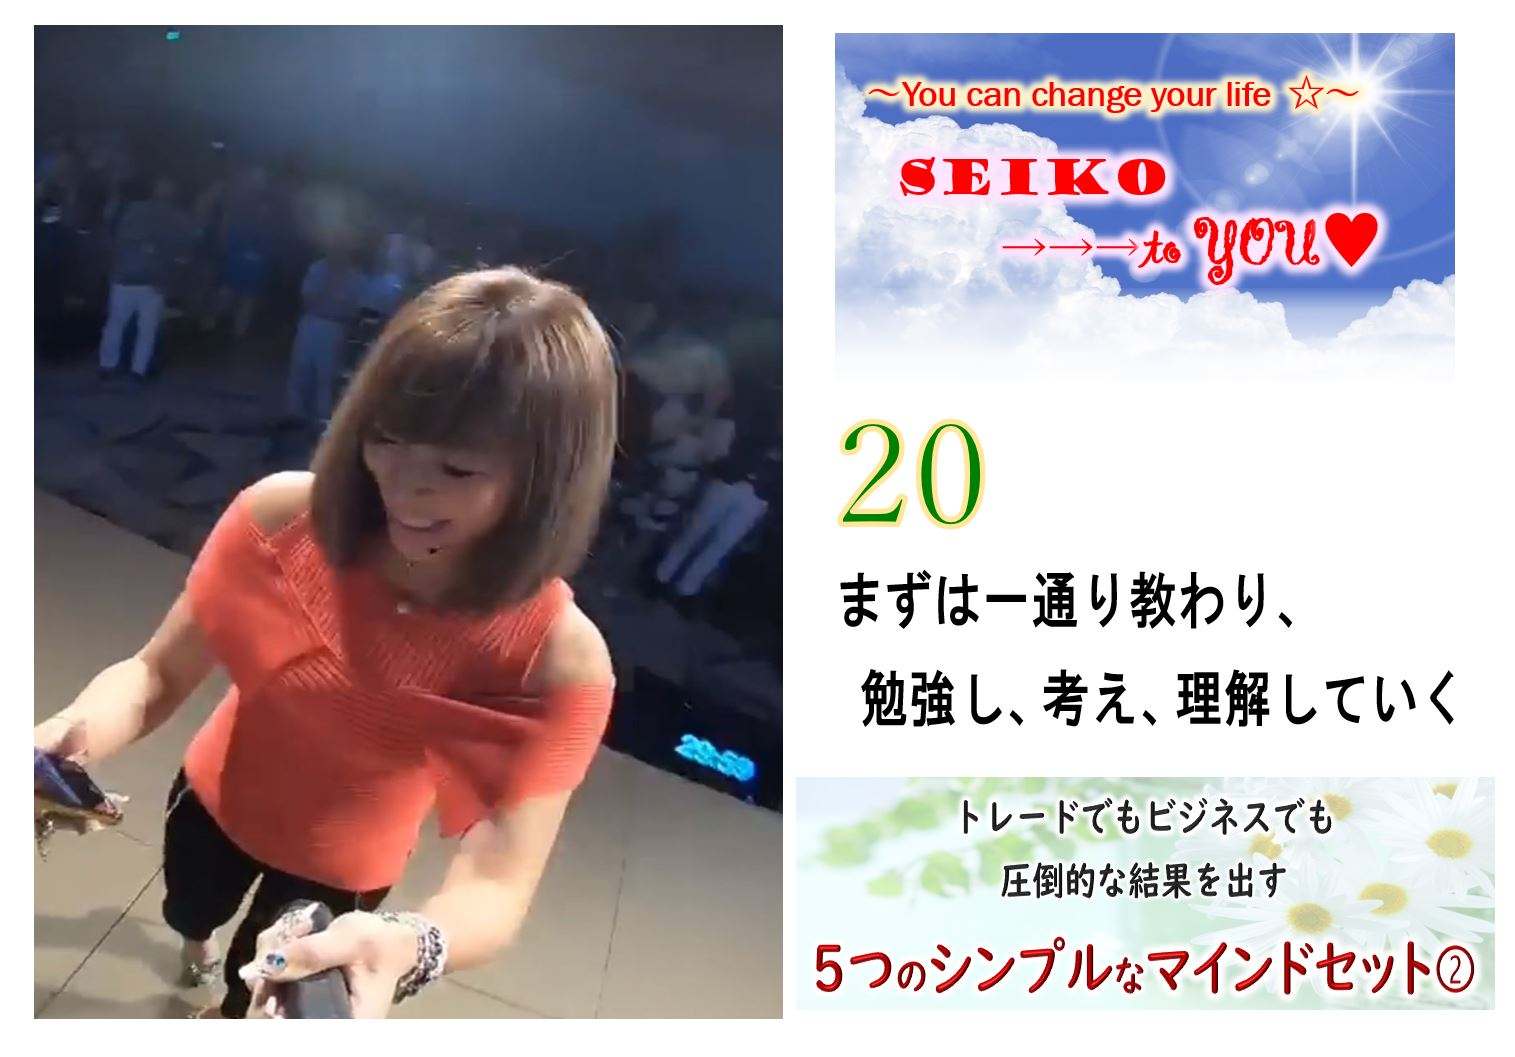 ～You can change your life ☆～
SEIKO
→→→to YOU♥
20
まずは一通り教わり、
勉強し、考え、理解していく
トレードでもビジネスでも
圧倒的な結果を出す
５つのシンプルなマインドセット②